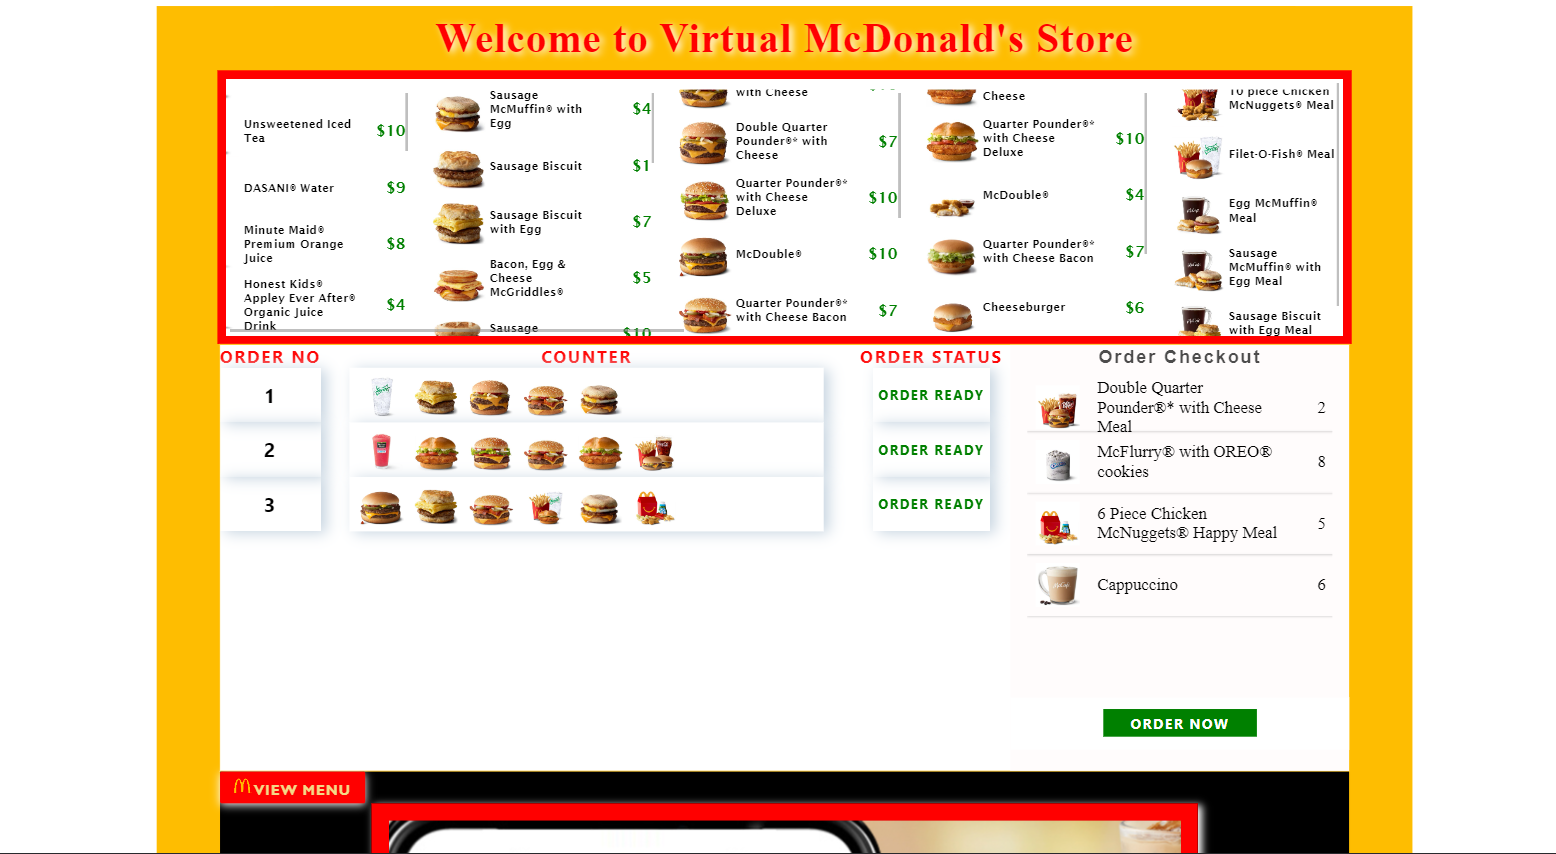 Welcome to Virtual McDonald's Store
Unsweetened Iced
Tea
$10
DASANI® Water
$9
Minute Maid®
Premium Orange
Juice
$8
Honest Kids®
Appley Ever After®
Organic Juice
Drink
$4
Sausage
McMuffin® with
Egg
$4
Sausage Biscuit
$1
Sausage Biscuit
with Egg
$7
Bacon, Egg &
Cheese
McGriddles®
$5
Sausage
$10
with Cheese
Double Quarter
Pounder®* with
Cheese
$7
Quarter Pounder®*
with Cheese
Deluxe
$10
McDouble®
$10
Quarter Pounder®*
with Cheese Bacon
$7
Cheese
Quarter Pounder®*
with Cheese
Deluxe
$10
McDouble®
$4
Quarter Pounder®*
with Cheese Bacon
$7
Cheeseburger
$6
10 piece Chicken
McNuggets® Meal
Filet-O-Fish® Meal
Egg McMuffin®
Meal
Sausage
McMuffin® with
Egg Meal
Sausage Biscuit
with Egg Meal
ORDER NO
COUNTER
ORDER STATUS
1
ORDER READY
2
ORDER READY
3
ORDER READY
Order Checkout
Double Quarter
Pounder®* with Cheese
Meal
2
McFlurry® with OREO®
cookies
8
6 Piece Chicken
McNuggets® Happy Meal
5
Cappuccino
6
ORDER NOW
VIEW MENU